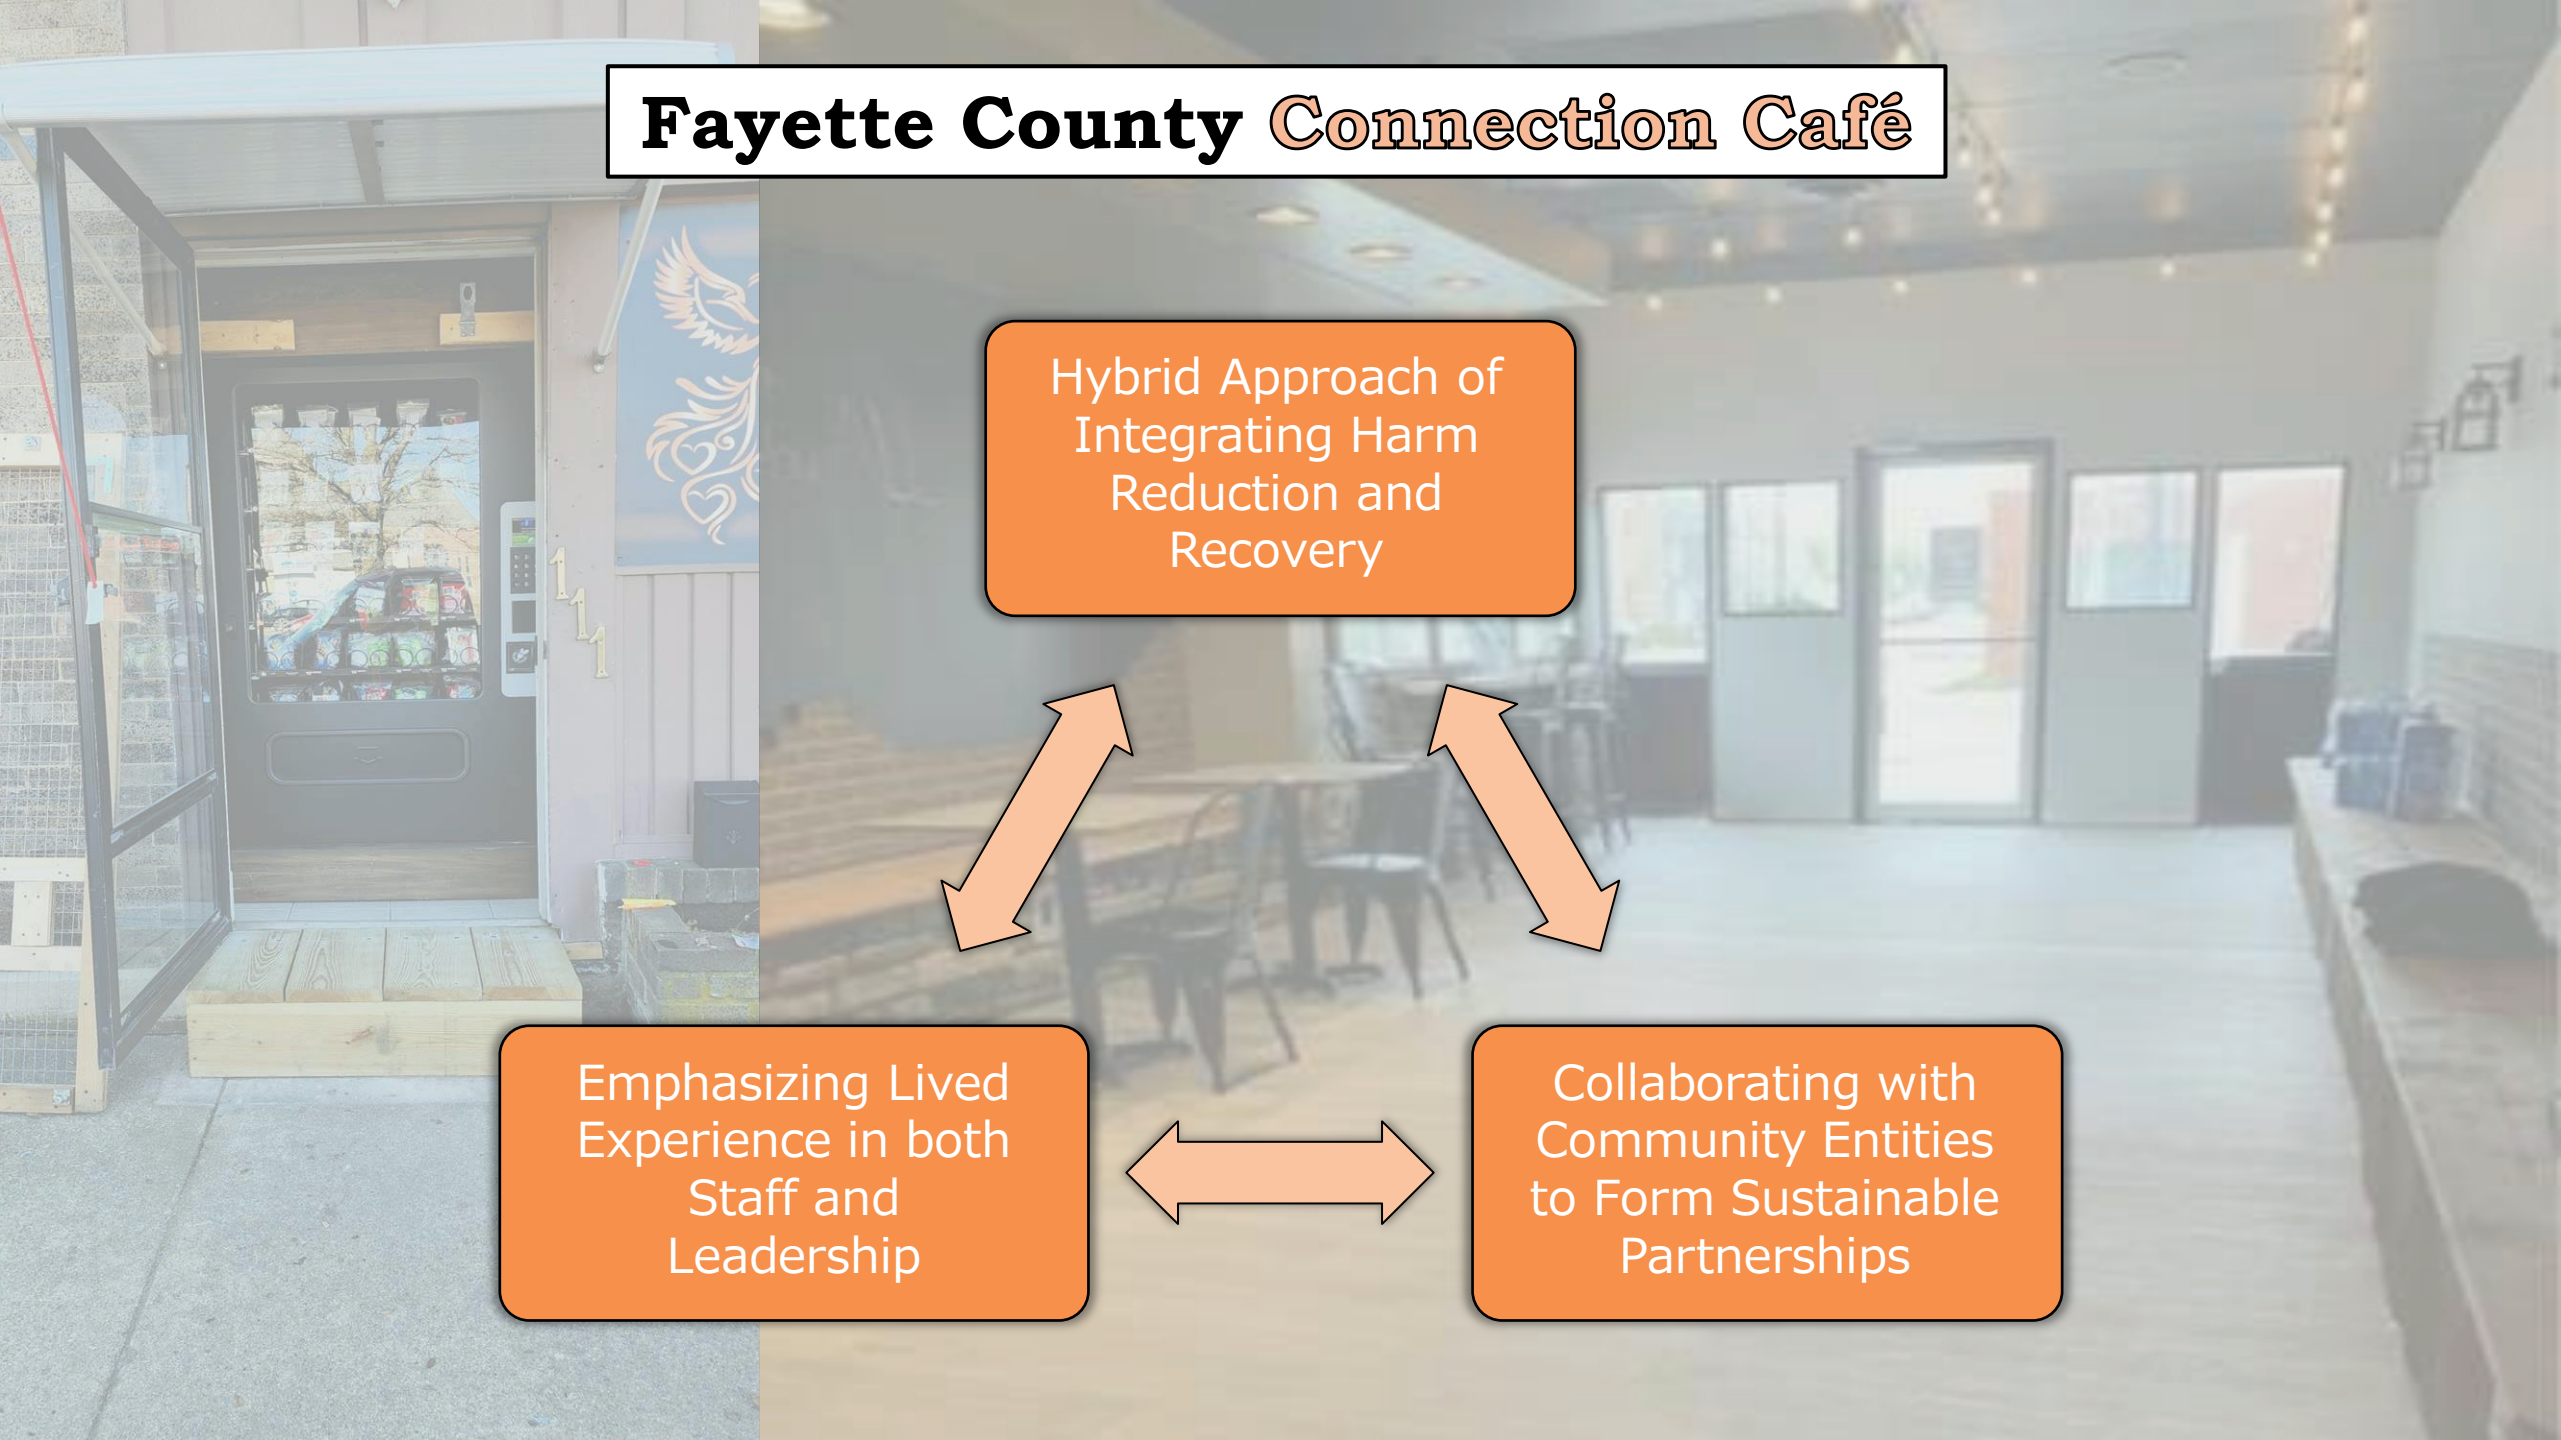 Fayette County Connection Café
Hybrid Approach of
Integrating Harm
Reduction and
Recovery
Emphasizing Lived
Experience in both
Staff and
Leadership
Collaborating with
Community Entities
to Form Sustainable
Partnerships
111